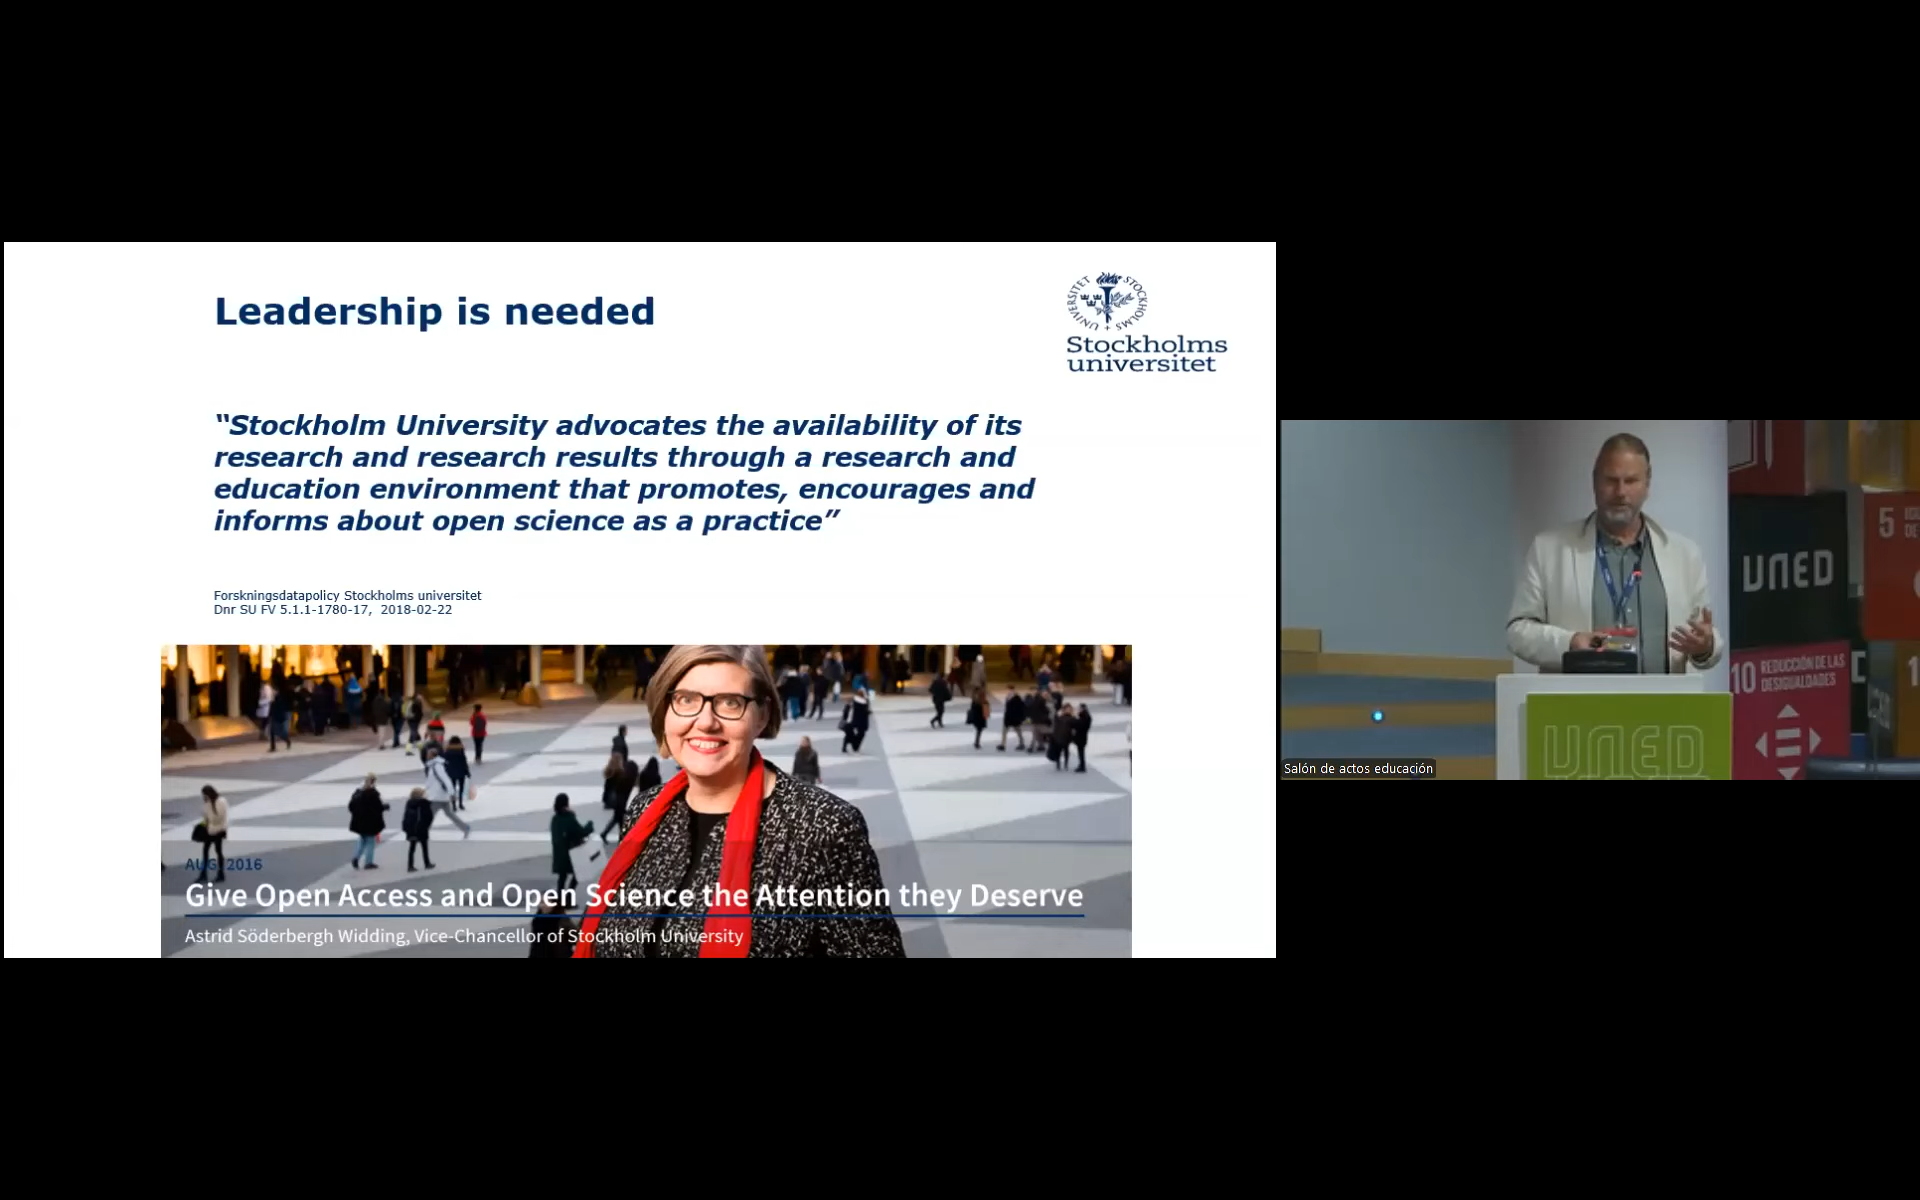 Leadership is needed
UNIVERSITET STOCKHOLMS
Stockholms
universitet
“Stockholm University advocates the availability of its
research and research results through a research and
education environment that promotes, encourages and
informs about open science as a practice”
Forskningsdatapolicy Stockholms universitet
Dnr SU FV 5.1.1-1780-17, 2018-02-22
AUG 2016
Give Open Access and Open Science the Attention they Deserve
Astrid Söderbergh Widding, Vice-Chancellor of Stockholm University
5
DE
UNED
10 REDUCCIÓN DE LAS
DESIGUALDADES
UNED
Salón de actos educación